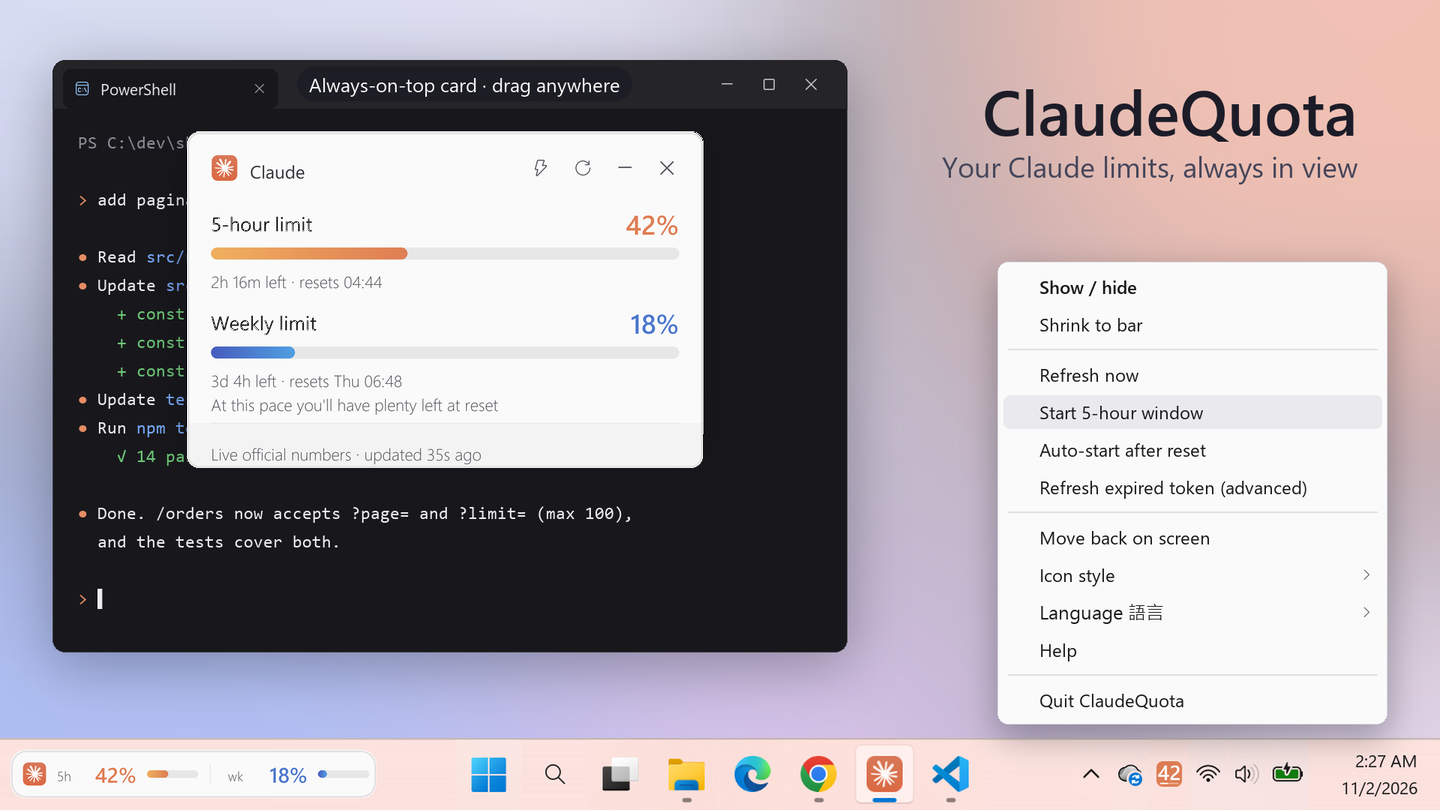 PowerShell
Always-on-top card · drag anywhere
ClaudeQuota
Your Claude limits, always in view
PS C:\dev\s
> add pagin
● Read src/
● Update sr
+ const
+ const
+ const
● Update te
● Run npm t
√ 14 pa
● Done. /orders now accepts ?page= and ?limit= (max 100),
and the tests cover both.
>
Claude
5-hour limit
42%
2h 16m left · resets 04:44
Weekly limit
18%
3d 4h left · resets Thu 06:48
At this pace you'll have plenty left at reset
Live official numbers · updated 35s ago
Show / hide
Shrink to bar
Refresh now
Start 5-hour window
Auto-start after reset
Refresh expired token (advanced)
Move back on screen
Icon style
Language 語言
Help
Quit ClaudeQuota
5h 42% wk 18%
42
2:27 AM
11/2/2026